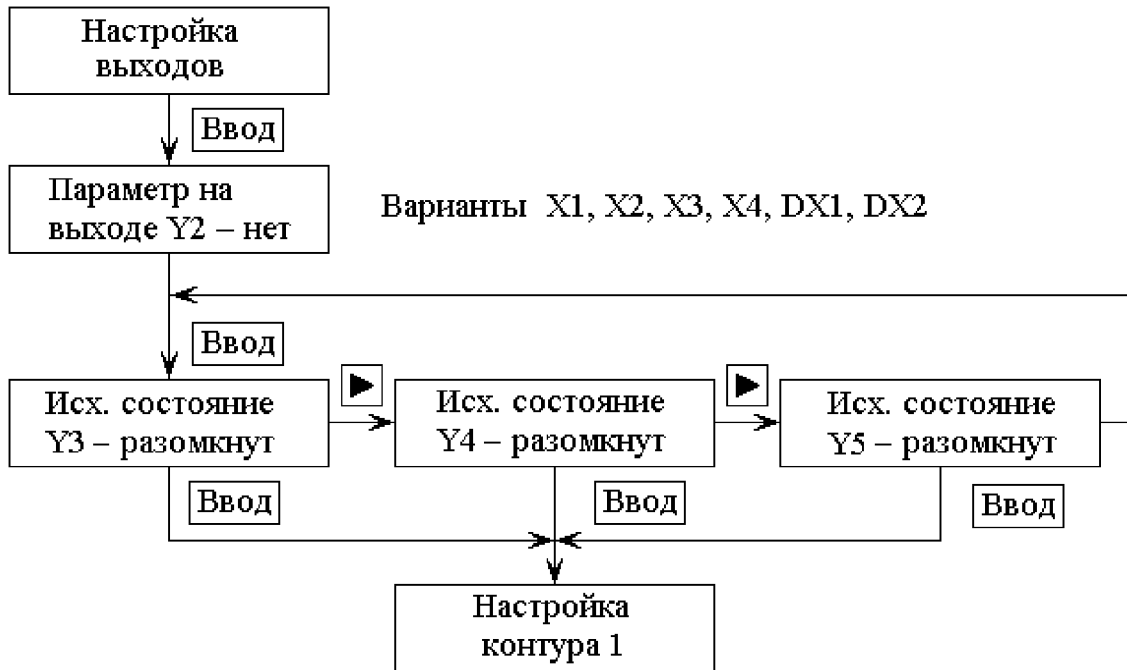 Настройка
выходов
Ввод
Параметр на
выходе Y2 – нет
Варианты X1, X2, X3, X4, DX1, DX2
Ввод
Исх. состояние
Y3 – разомкнут
Исх. состояние
Y4 – разомкнут
Исх. состояние
Y5 – разомкнут
Ввод
Ввод
Ввод
Настройка
контура 1